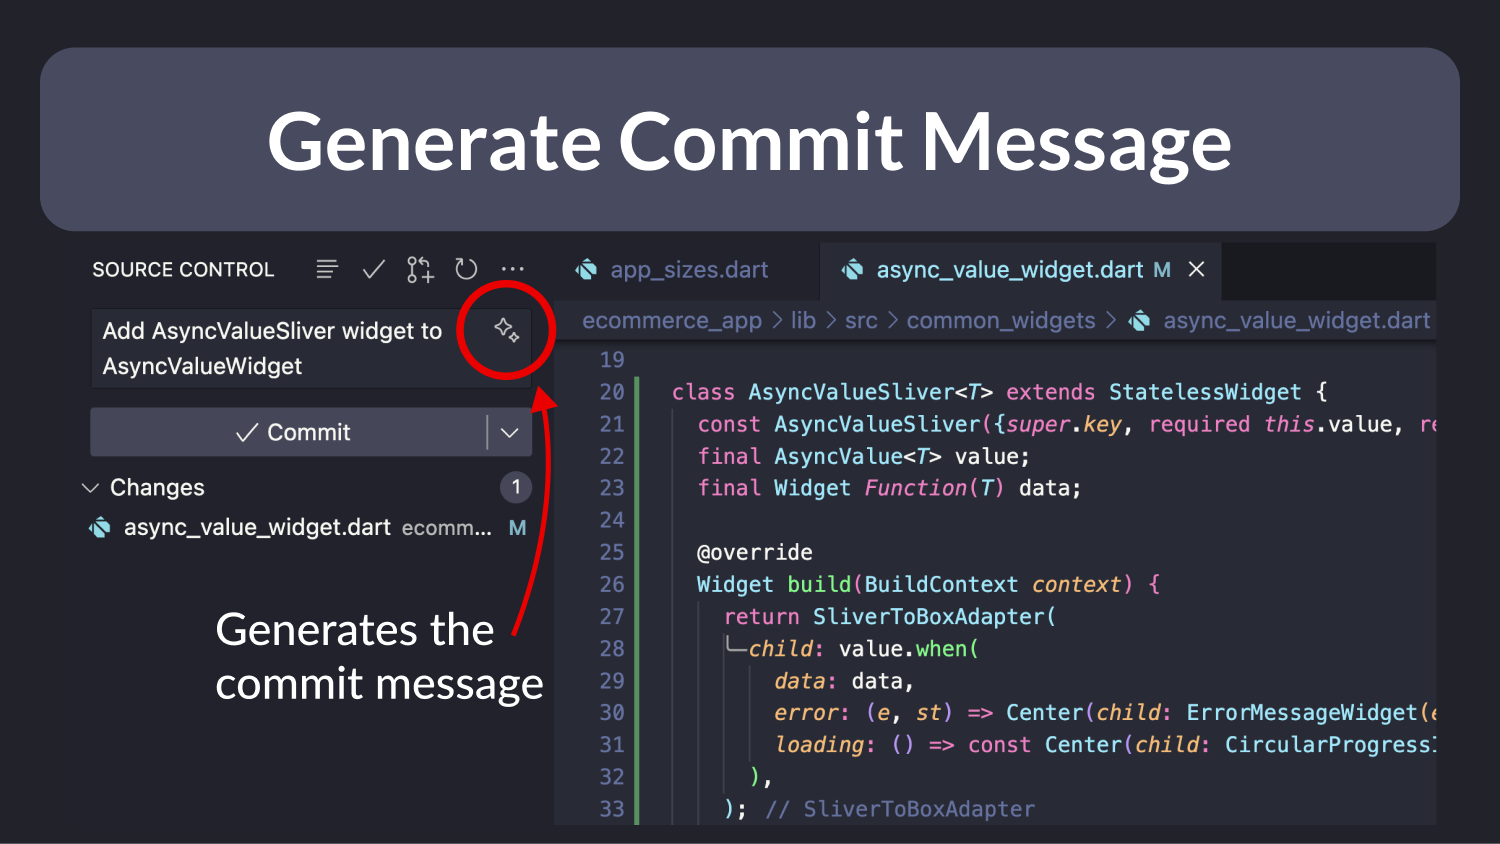 Generate Commit Message
SOURCE CONTROL
Add AsyncValueSliver widget to
AsyncValueWidget
Commit
Changes 1
async_value_widget.dart ecomm... M
Generates the
commit message
app_sizes.dart async_value_widget.dart M
ecommerce_app > lib > src > common_widgets > async_value_widget.dart
19
20 class AsyncValueSliver<T> extends StatelessWidget {
21 const AsyncValueSliver({super.key, required this.value, re
22 final AsyncValue<T> value;
23 final Widget Function(T) data;
24
25 @override
26 Widget build(BuildContext context) {
27 return SliverToBoxAdapter(
28 child: value.when(
29 data: data,
30 error: (e, st) => Center(child: ErrorMessageWidget(e
31 loading: () => const Center(child: CircularProgressI
32 ),
33 ); // SliverToBoxAdapter